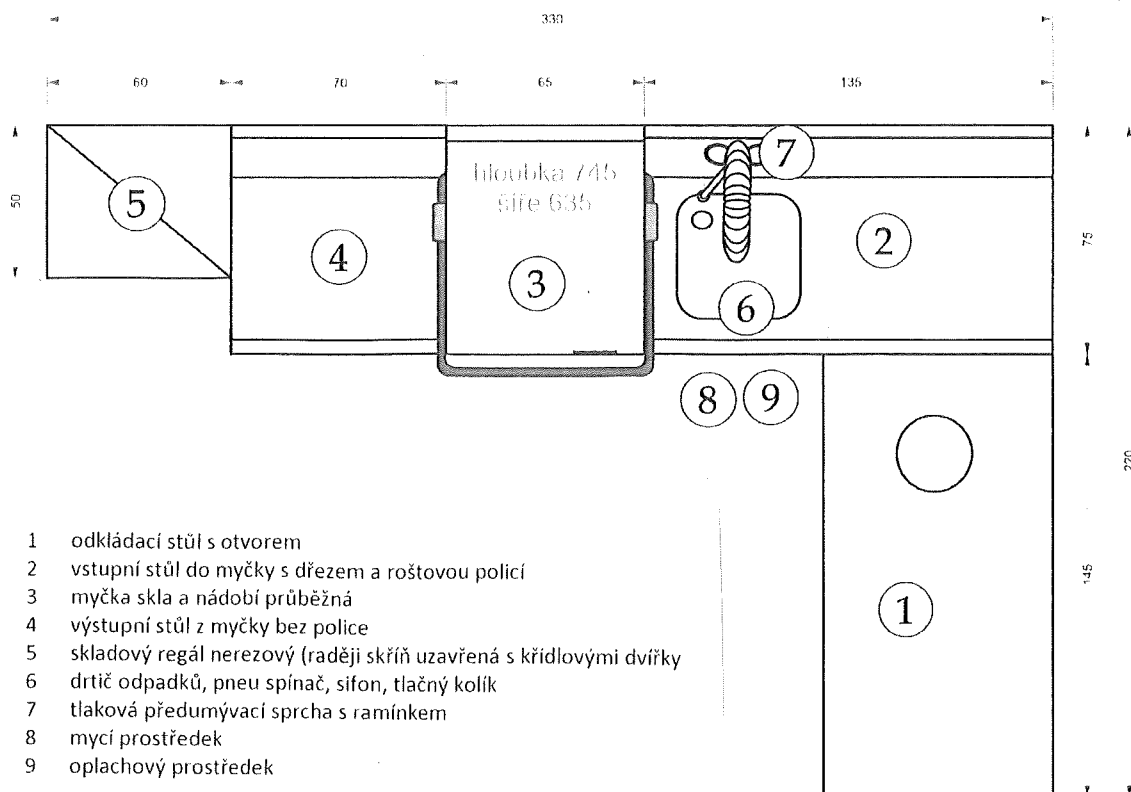 330
60 70 65 135
hloubka 745
šíře 635
7
5
50
4
3
2
75
6
8 9
220
145
1
1 odkládací stůl s otvorem
2 vstupní stůl do myčky s dřezem a roštovou policí
3 myčka skla a nádobí průběžná
4 výstupní stůl z myčky bez police
5 skladový regál nerezový (raději skříň uzavřená s křídlovými dvířky
6 drtič odpadků, pneu spínač, sifon, tlačný kolík
7 tlaková předumývací sprcha s ramínkem
8 mycí prostředek
9 oplachový prostředek